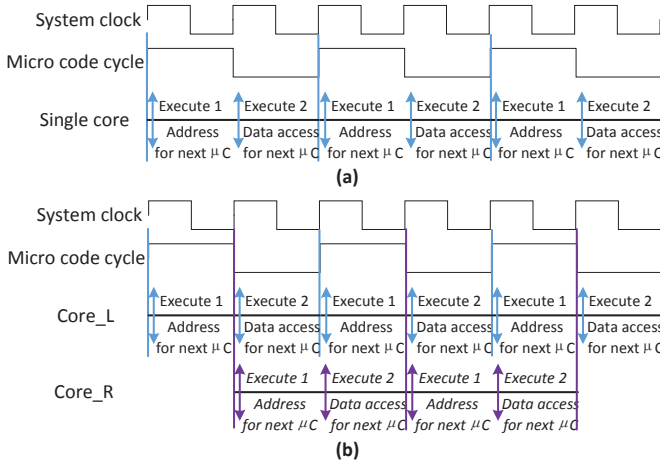 System clock
Micro code cycle
Execute 1 Execute 2 Execute 1 Execute 2 Execute 1 Execute 2
Single core
Address Data access Address Data access Address Data access
for next μC for next μC for next μC for next μC for next μC for next μC
(a)
System clock
Micro code cycle
Execute 1 Execute 2 Execute 1 Execute 2 Execute 1 Execute 2
Core_L
Address Data access Address Data access Address Data access
for next μC for next μC for next μC for next μC for next μC for next μC
Execute 1 Execute 2 Execute 1 Execute 2
Core_R
Address Data access Address Data access
for next μC for next μC for next μC for next μC
(b)